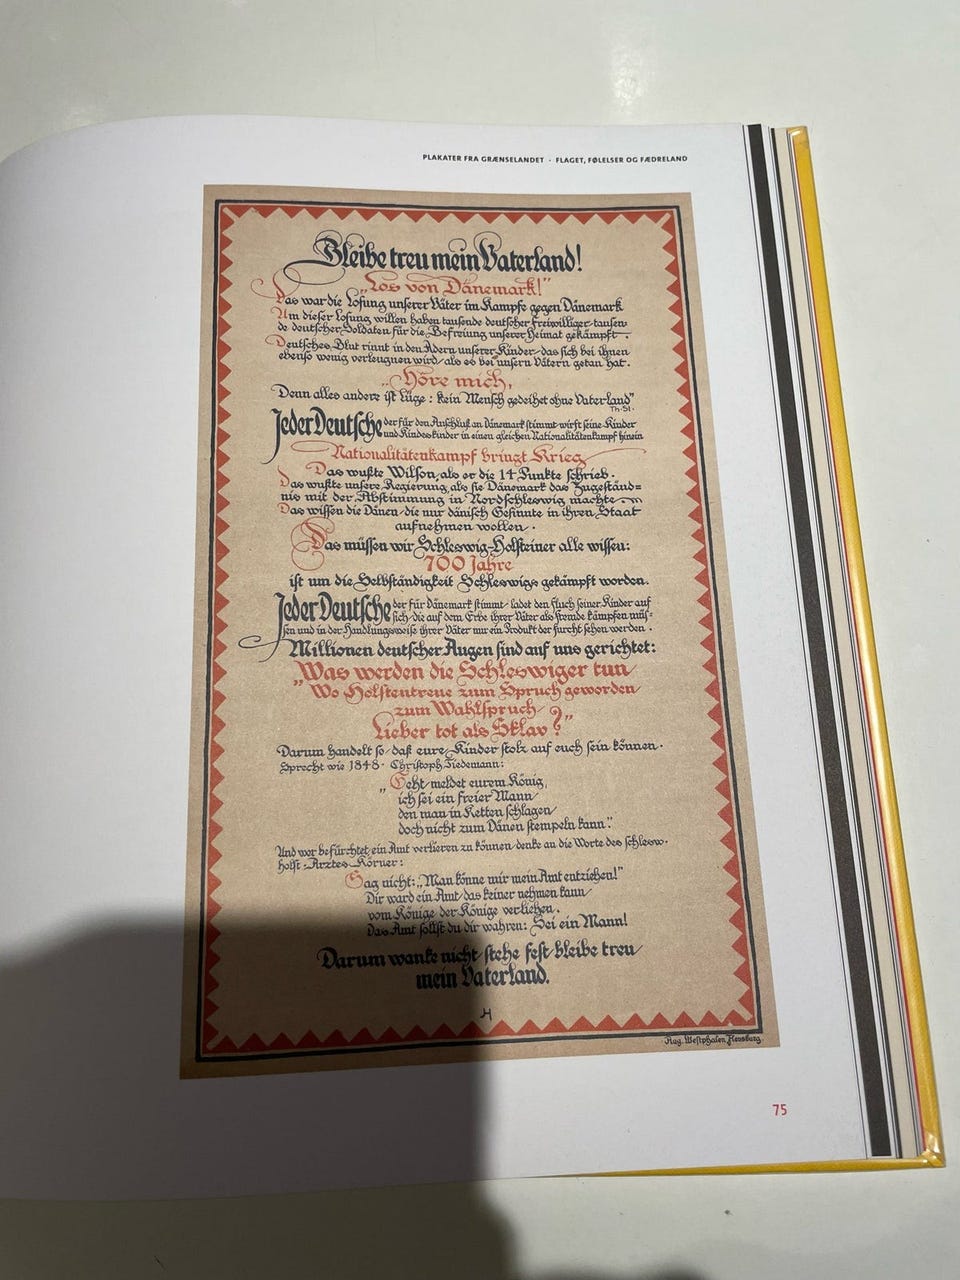 PLAKATER FRA GRÆNSELANDET · FLAGET, FØLELSER OG FÆDRELAND
Bleibe treu mein Vaterland!
„Los von Dänemark!"
Das war die Losung unserer Väter im Kampfe gegen Dänemark
Um dieser Losung willen haben tausende deutscher Freiwilliger, tausen-
de deutscher Soldaten für die Befreiung unserer Heimat gekämpft.
Deutsches Blut rinnt in den Adern unserer Kinder, das sich bei ihnen
ebenso wenig verleugnen wird, als es bei unsern Vätern getan hat.
„Höre mich,
Denn alles andere ist Lüge: kein Mensch gedeihet ohne Vaterland"
Th. St.
Jeder Deutsche der für den Anschluß an Dänemark stimmt, wirft seine Kinder
und Kindeskinder in einen gleichen Nationalitätenkampf hinein
Nationalitätenkampf bringt Krieg
Das wußte Wilson, als er die 14 Punkte schrieb.
Das wußte unsere Regierung, als sie Dänemark das Zugeständ=
nis mit der Abstimmung in Nordschleswig machte
Das wissen die Dänen, die nur dänisch Gesinnte in ihren Staat
aufnehmen wollen.
Das müssen wir Schleswig-Holsteiner alle wissen:
700 Jahre
ist um die Selbständigkeit Schleswigs gekämpft worden.
Jeder Deutsche der für Dänemark stimmt, ladet den Fluch seiner Kinder auf
sich, die auf dem Erbe ihrer Väter als Fremde kämpfen müs-
sen und in der Handlungsweise ihrer Väter nur ein Produkt der Furcht sehen werden.
Millionen deutscher Augen sind auf uns gerichtet:
„Was werden die Schleswiger tun
Wo Holstentreue zum Spruch geworden
zum Wahlspruch
Lieber tot als Sklav?"
Darum handelt so, daß eure Kinder stolz auf euch sein können.
Sprecht wie 1848. Christoph Tiedemann:
„Geht, meldet eurem König,
ich sei ein freier Mann
den man in Ketten schlagen
doch nicht zum Dänen stempeln kann."
Und wer befürchtet, ein Amt verlieren zu können, denke an die Worte des schlesw.
holst. Arztes Körner:
Sag nicht: „Man könne mir mein Amt entziehen!"
Dir ward ein Amt, das keiner nehmen kann
vom Könige der Könige verliehen.
Das Amt sollst du dir wahren: Sei ein Mann!
Darum wanke nicht, stehe fest, bleibe treu
mein Vaterland.
H
Aug. Westphalen, Flensburg.
75